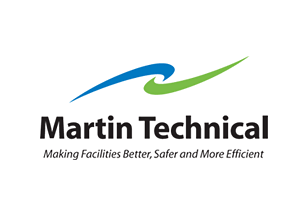 Martin Technical
Making Facilities Better, Safer and More Efficient